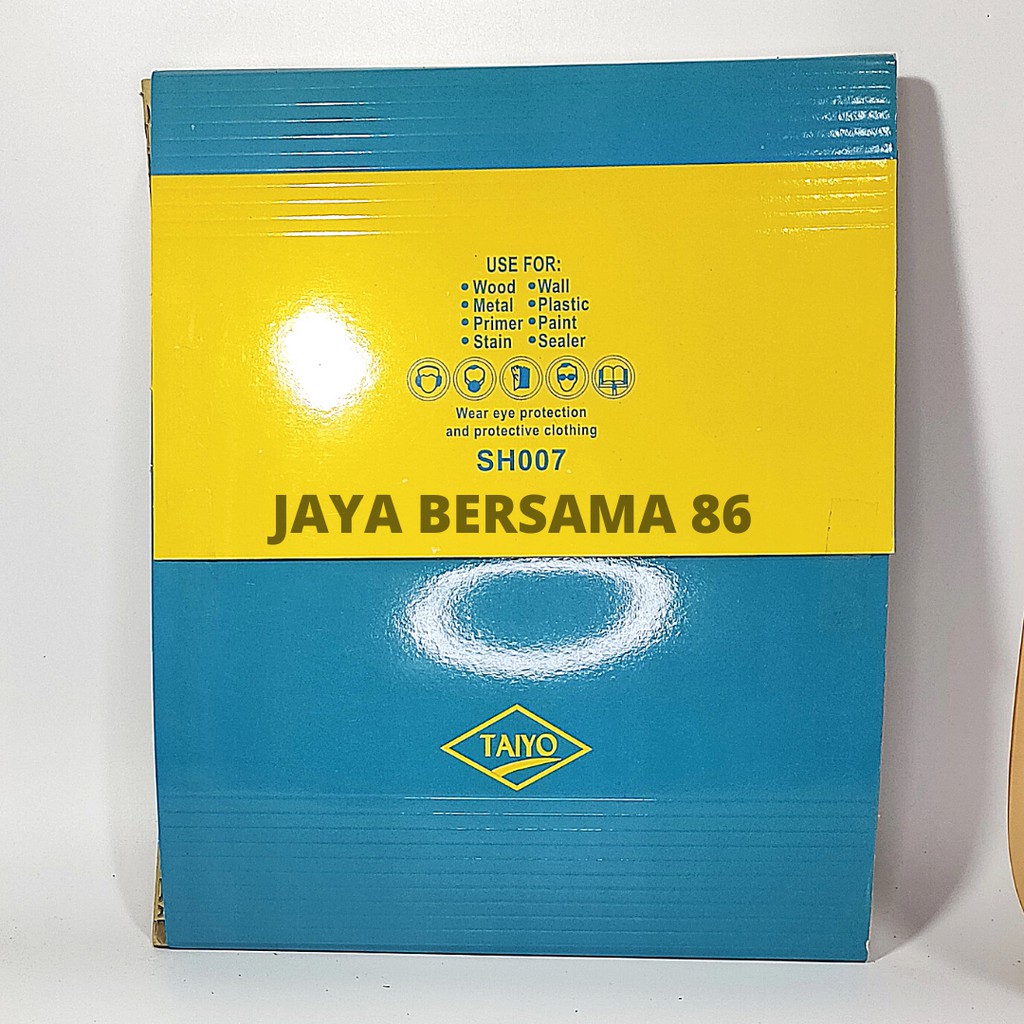 USE FOR:
• Wood • Wall
• Metal • Plastic
• Primer • Paint
• Stain • Sealer
Wear eye protection
and protective clothing
SH007
JAYA BERSAMA 86
TAIYO